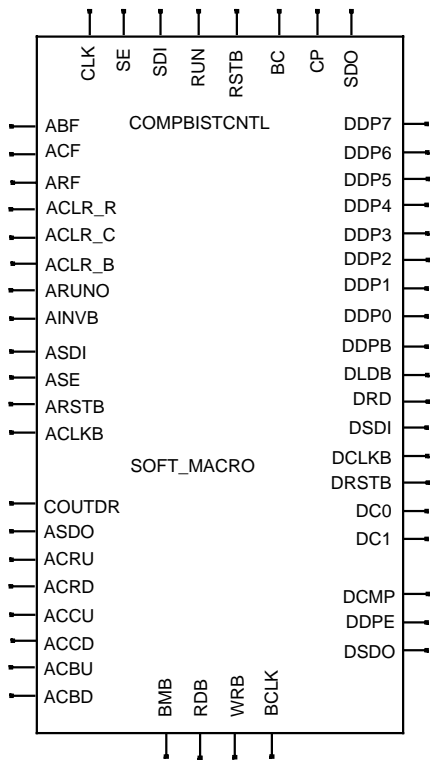 CLK SE SDI RUN RSTB BC CP SDO
COMPBISTCNTL
ABF
ACF
ARF
ACLR_R
ACLR_C
ACLR_B
ARUNO
AINVB
ASDI
ASE
ARSTB
ACLKB
COUTDR
ASDO
ACRU
ACRD
ACCU
ACCD
ACBU
ACBD
DDP7
DDP6
DDP5
DDP4
DDP3
DDP2
DDP1
DDP0
DDPB
DLDB
DRD
DSDI
DCLKB
DRSTB
DC0
DC1
DCMP
DDPE
DSDO
SOFT_MACRO
BMB RDB WRB BCLK